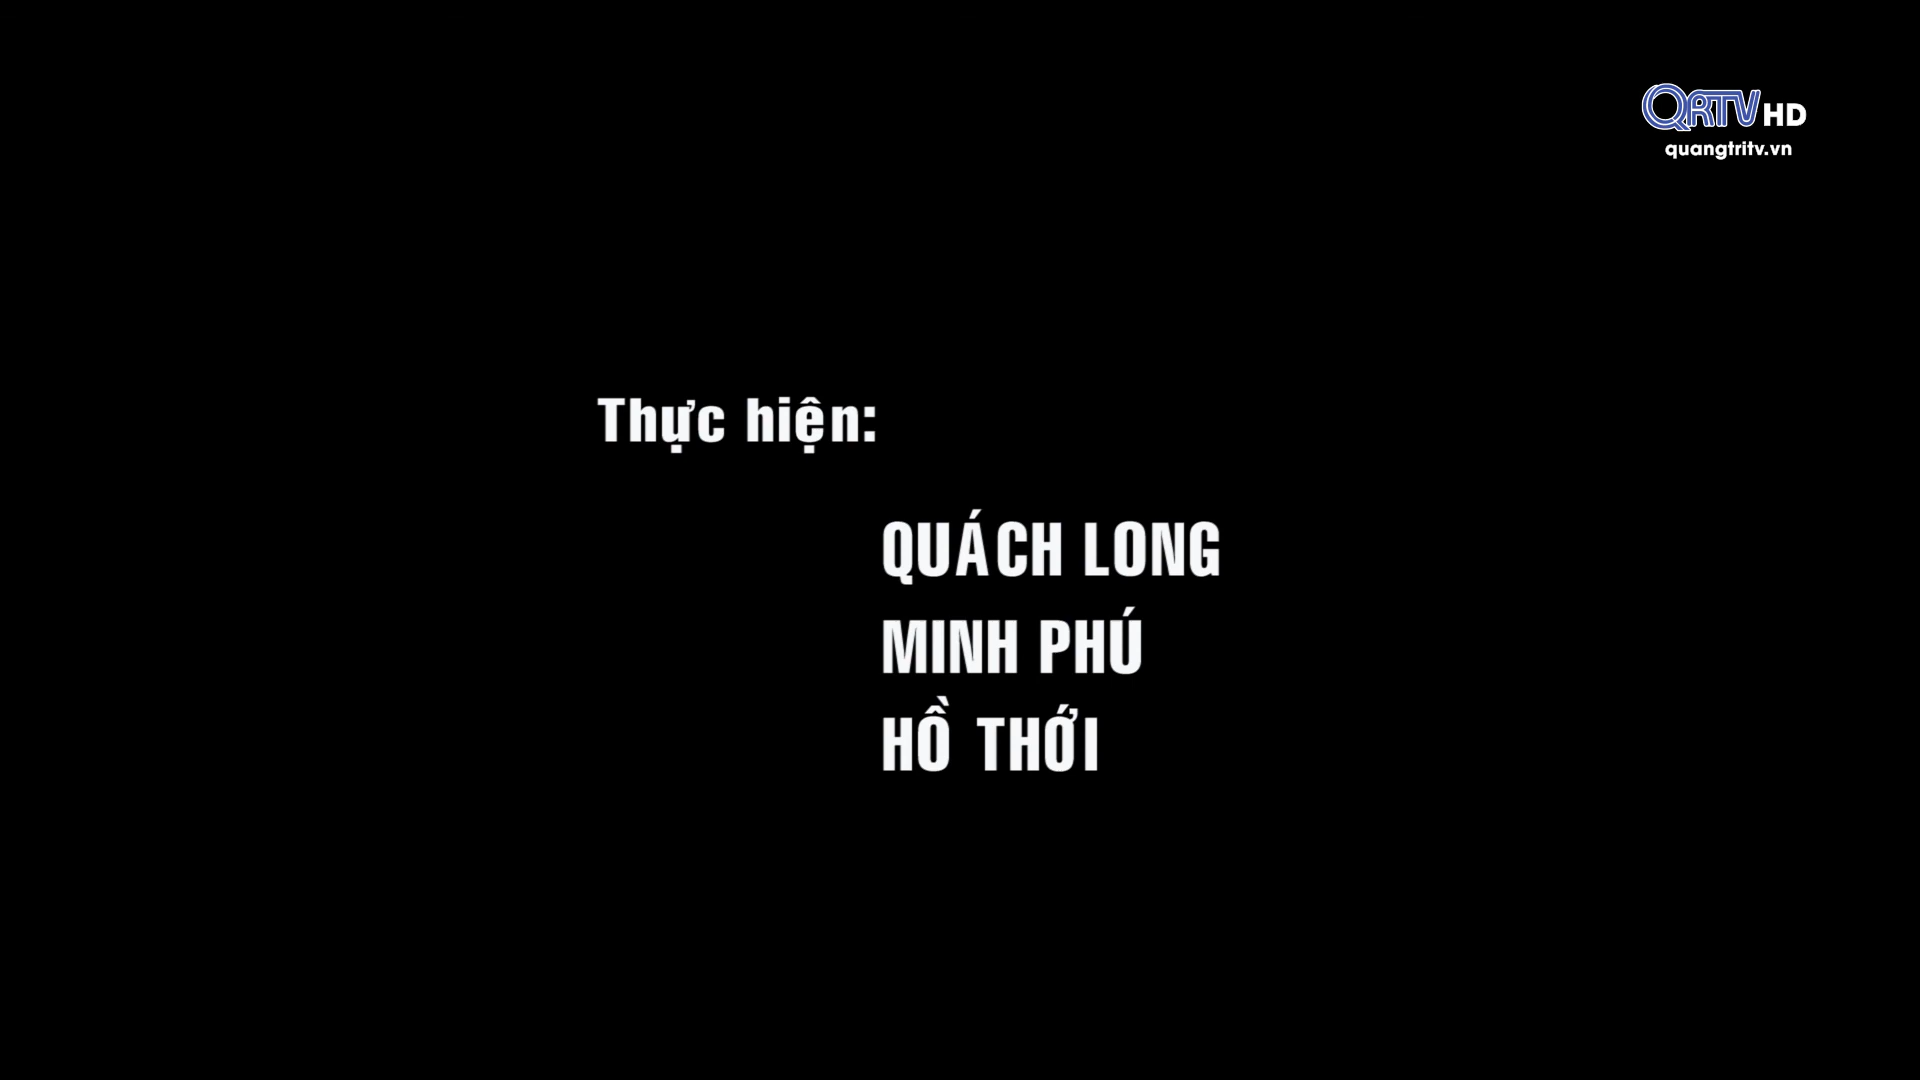 QRTV HD
quangtritv.vn
Thực hiện:
QUÁCH LONG
MINH PHÚ
HỒ THỚI